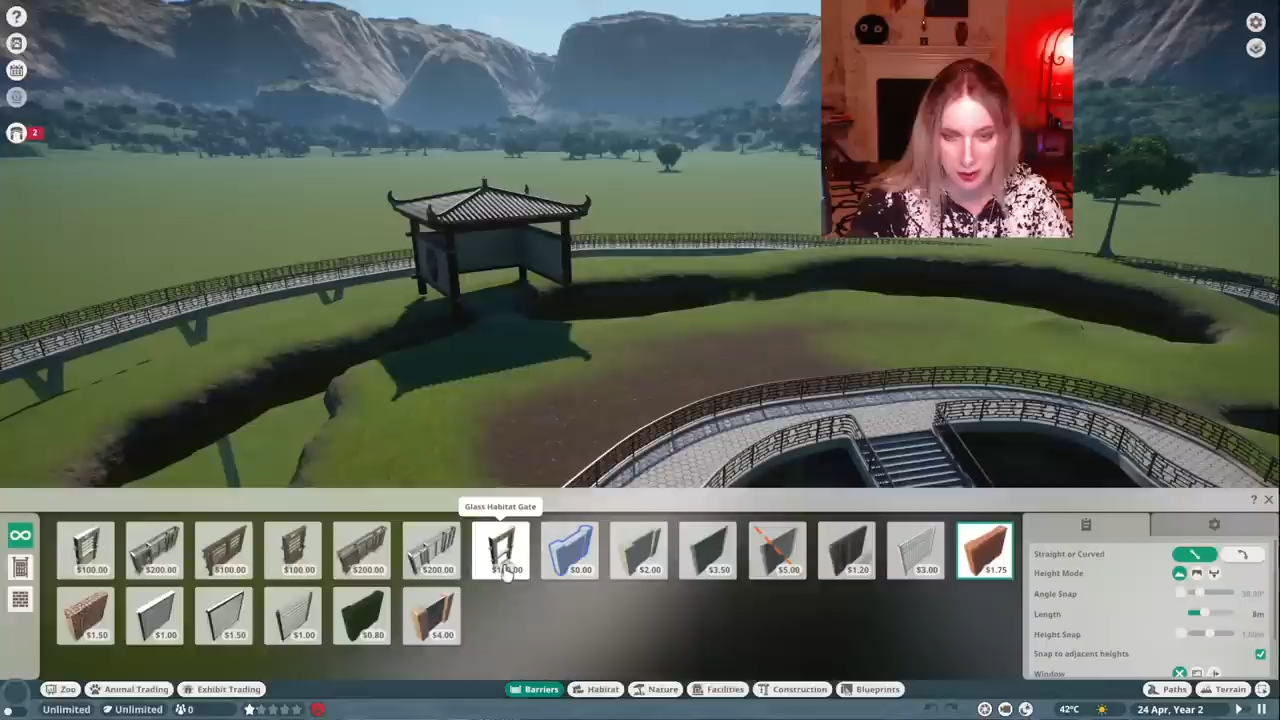 2
Glass Habitat Gate
?
$100.00 $200.00 $100.00 $100.00 $200.00 $200.00 $0.00 $2.00 $3.50 $5.00 $1.20 $3.00 $1.75
$1.50 $1.00 $1.50 $1.00 $0.80 $4.00
Straight or Curved
Height Mode
Angle Snap
Length 8m
Height Snap
Snap to adjacent heights
Window
Zoo Animal Trading Exhibit Trading Barriers Habitat Nature Facilities Construction Blueprints Paths Terrain
Unlimited Unlimited 0 42°C 24 Apr, Year 2